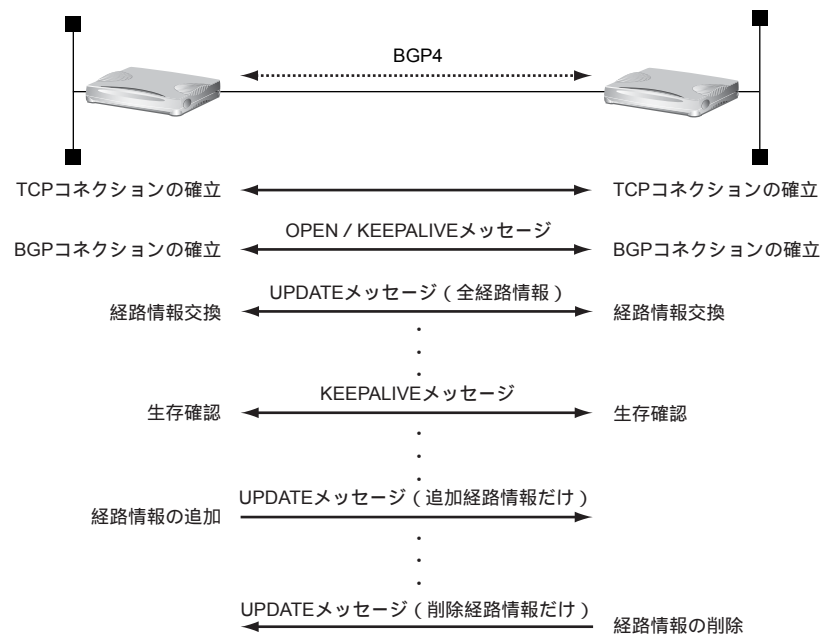 BGP4
TCPコネクションの確立 TCPコネクションの確立
OPEN / KEEPALIVEメッセージ
BGPコネクションの確立 BGPコネクションの確立
UPDATEメッセージ ( 全経路情報 )
経路情報交換 経路情報交換
KEEPALIVEメッセージ
生存確認 生存確認
UPDATEメッセージ ( 追加経路情報だけ )
経路情報の追加
UPDATEメッセージ ( 削除経路情報だけ )
経路情報の削除